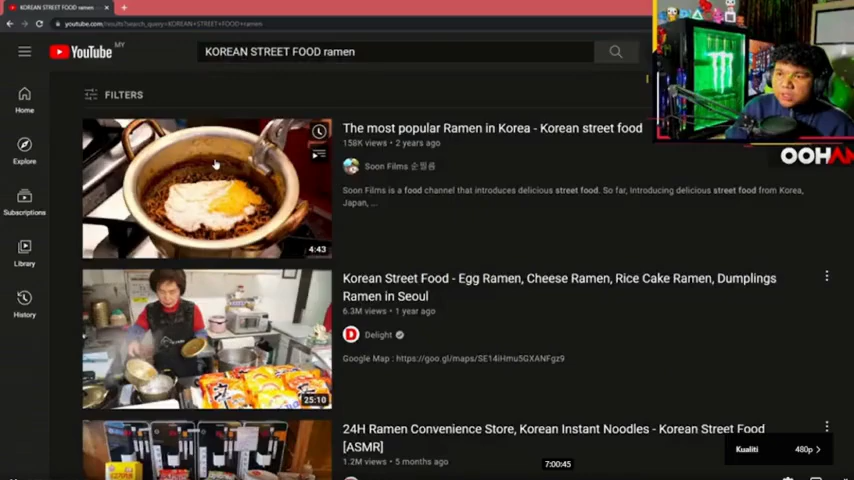 KOREAN STREET FOOD ramen
youtube.com/results?search_query=KOREAN+STREET+FOOD+ramen
YouTube MY
KOREAN STREET FOOD ramen
FILTERS
Home
Explore
Subscriptions
Library
History
4:43
The most popular Ramen in Korea - Korean street food
158K views • 2 years ago
Soon Films 순필름
Soon Films is a food channel that introduces delicious street food. So far, Introducing delicious street food from Korea,
Japan, ...
OOHAM
25:10
Korean Street Food - Egg Ramen, Cheese Ramen, Rice Cake Ramen, Dumplings
Ramen in Seoul
6.3M views • 1 year ago
Delight
Google Map : https://goo.gl/maps/SE14iHmu5GXANFgz9
24H Ramen Convenience Store, Korean Instant Noodles - Korean Street Food
[ASMR]
1.2M views • 5 months ago
Kualiti 480p
7:00:45